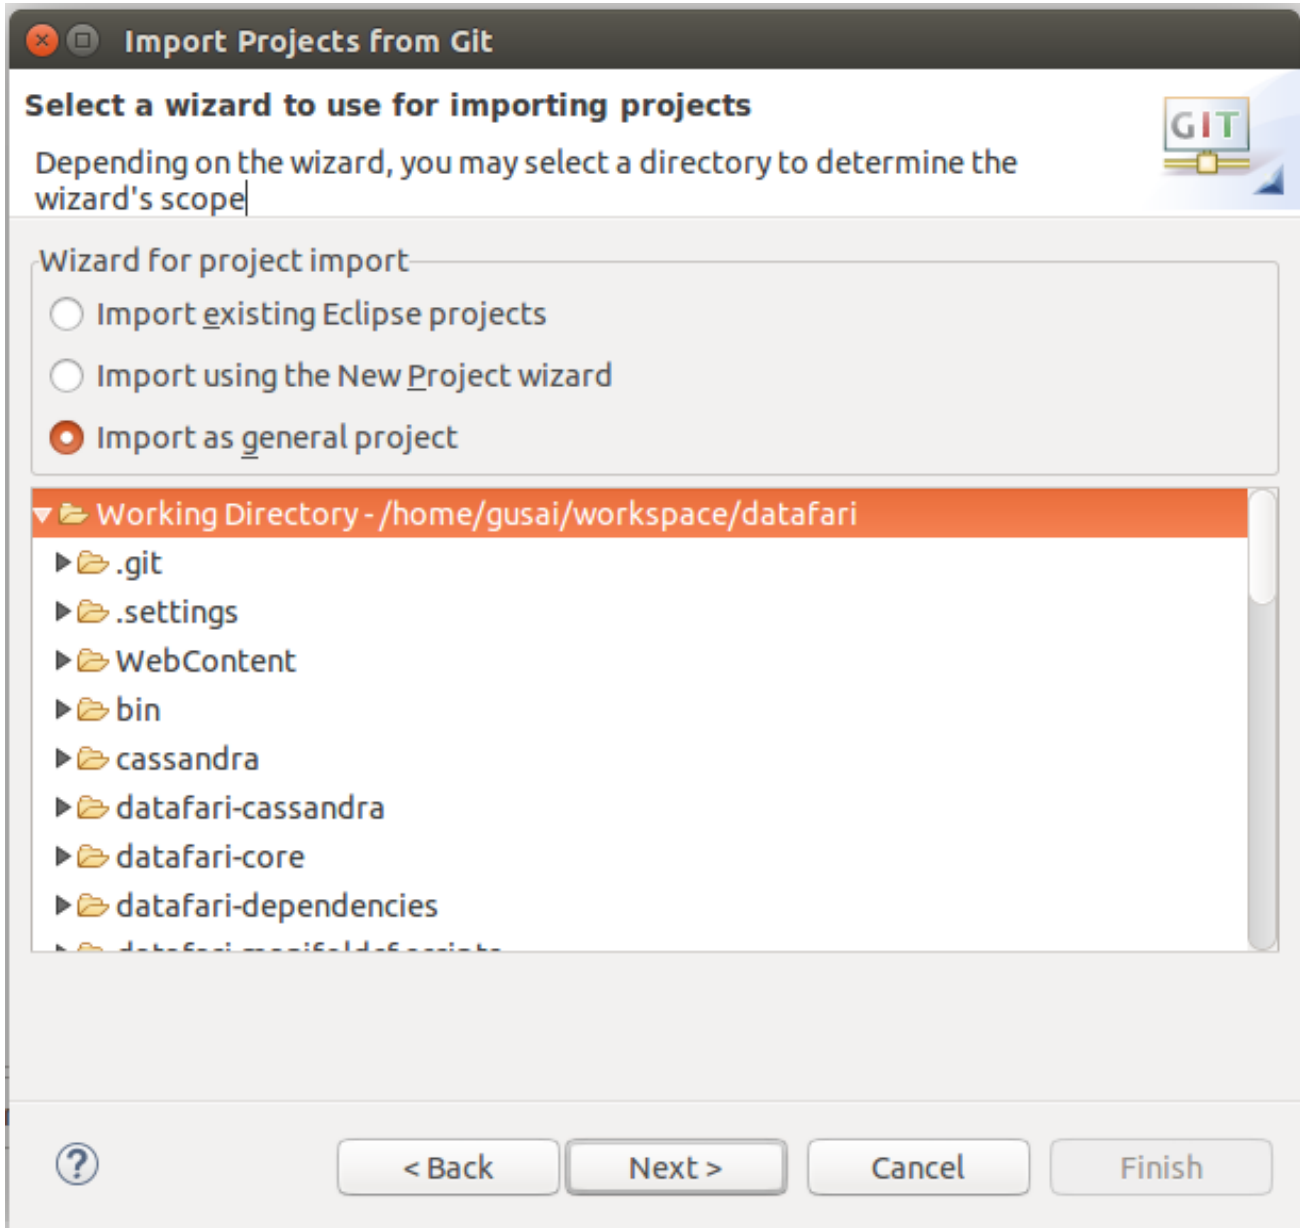 Import Projects from Git
Select a wizard to use for importing projects
GIT
Depending on the wizard, you may select a directory to determine the
wizard's scope
Wizard for project import
Import existing Eclipse projects
Import using the New Project wizard
Import as general project
Working Directory - /home/gusai/workspace/datafari
.git
.settings
WebContent
bin
cassandra
datafari-cassandra
datafari-core
datafari-dependencies
?
< Back
Next >
Cancel
Finish